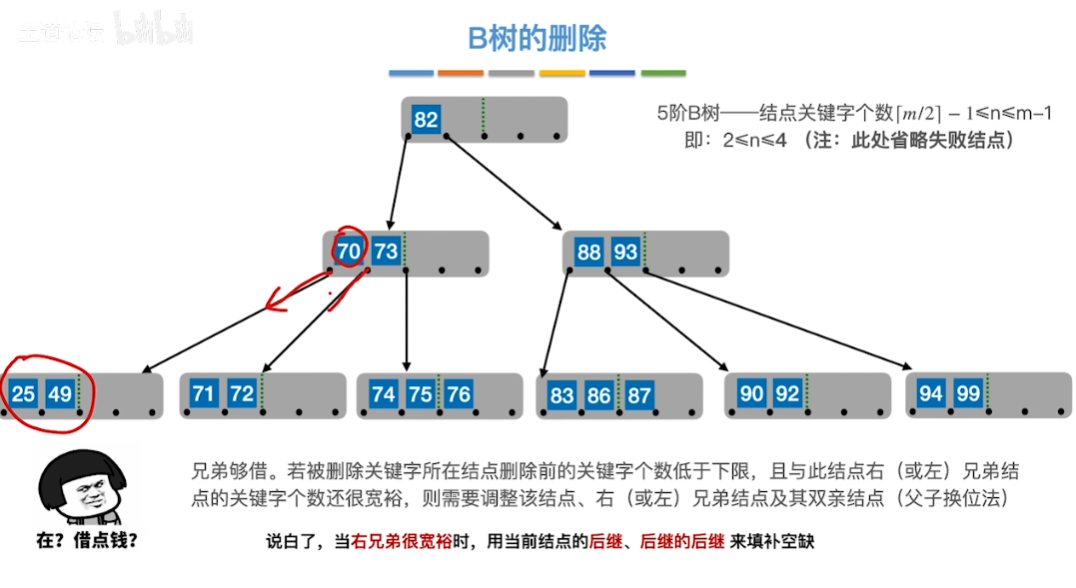 王道论坛 bilibili
B树的删除
82
5阶B树——结点关键字个数⌈m/2⌉ − 1≤n≤m−1
即：2≤n≤4 （注：此处省略失败结点）
70 73
88 93
25 49
71 72
74 75 76
83 86 87
90 92
94 99
兄弟够借。若被删除关键字所在结点删除前的关键字个数低于下限，且与此结点右（或左）兄弟结
点的关键字个数还很宽裕，则需要调整该结点、右（或左）兄弟结点及其双亲结点（父子换位法）
在？借点钱？
说白了，当右兄弟很宽裕时，用当前结点的后继、后继的后继 来填补空缺